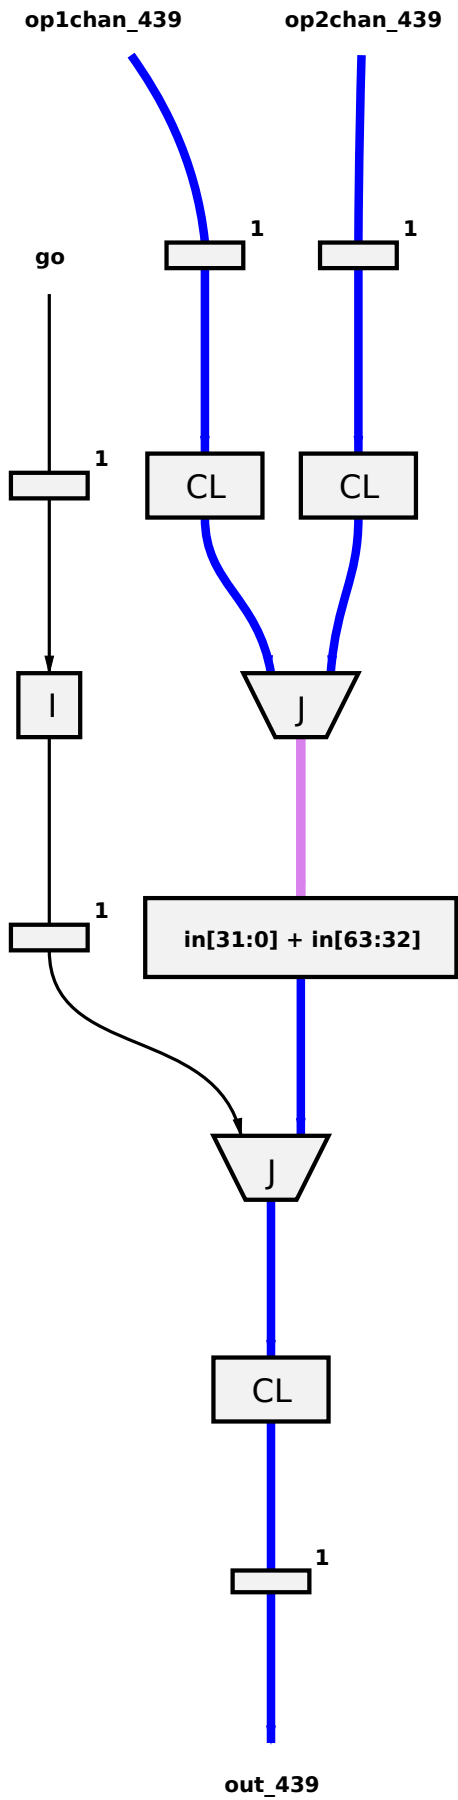 op1chan_439 op2chan_439
1 1
go
1
CL CL
I J
1
in[31:0] + in[63:32]
J
CL
1
out_439